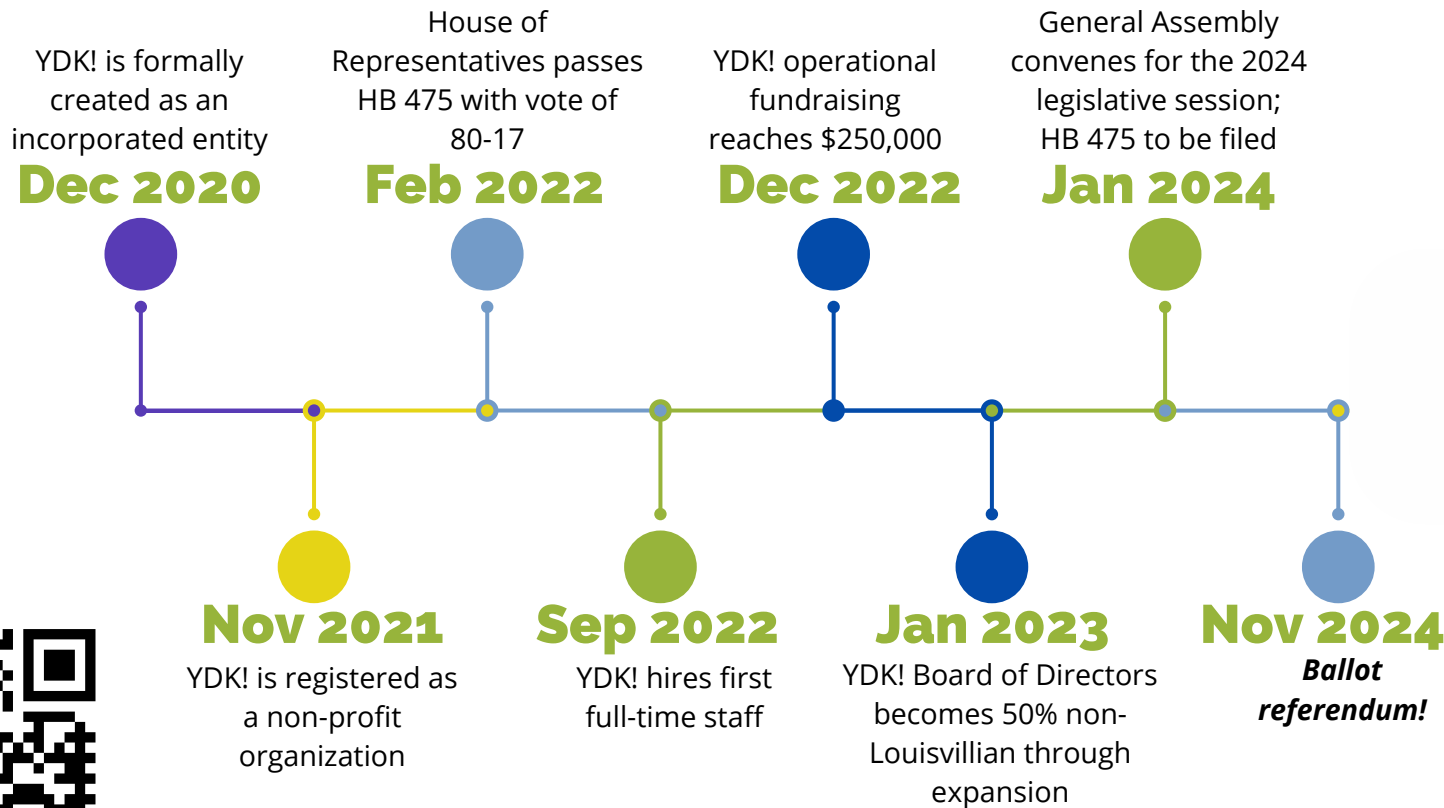 YDK! is formally
created as an
incorporated entity
Dec 2020
House of
Representatives passes
HB 475 with vote of
80-17
Feb 2022
YDK! operational
fundraising
reaches $250,000
Dec 2022
General Assembly
convenes for the 2024
legislative session;
HB 475 to be filed
Jan 2024
Nov 2021
YDK! is registered as
a non-profit
organization
Sep 2022
YDK! hires first
full-time staff
Jan 2023
YDK! Board of Directors
becomes 50% non-
Louisvillian through
expansion
Nov 2024
Ballot
referendum!